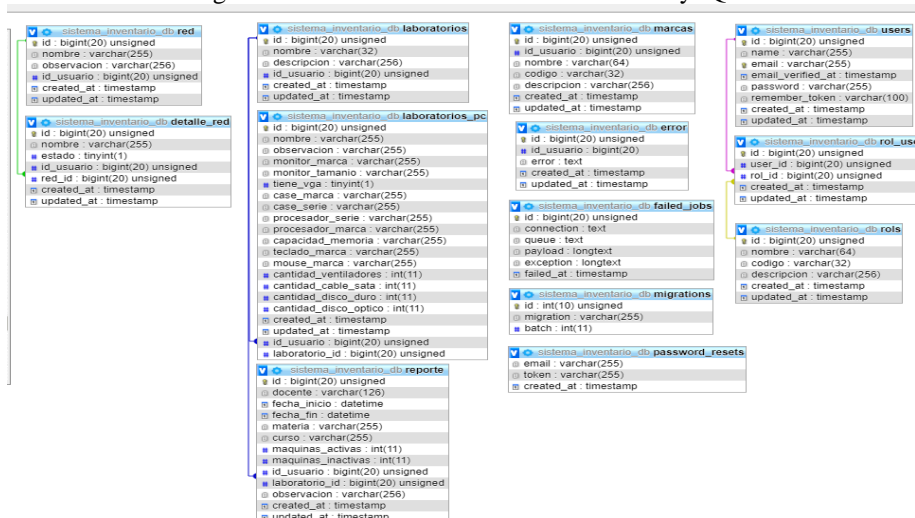 sistema_inventario_db red
id : bigint(20) unsigned
nombre : varchar(255)
observacion : varchar(256)
id_usuario : bigint(20) unsigned
created_at : timestamp
updated_at : timestamp
sistema_inventario_db detalle_red
id : bigint(20) unsigned
nombre : varchar(255)
estado : tinyint(1)
id_usuario : bigint(20) unsigned
red_id : bigint(20) unsigned
created_at : timestamp
updated_at : timestamp
sistema_inventario_db laboratorios
id : bigint(20) unsigned
nombre : varchar(32)
descripcion : varchar(256)
id_usuario : bigint(20) unsigned
created_at : timestamp
updated_at : timestamp
sistema_inventario_db laboratorios_pc
id : bigint(20) unsigned
nombre : varchar(255)
observacion : varchar(255)
monitor_marca : varchar(255)
monitor_tamanio : varchar(255)
tiene_vga : tinyint(1)
case_marca : varchar(255)
case_serie : varchar(255)
procesador_serie : varchar(255)
procesador_marca : varchar(255)
capacidad_memoria : varchar(255)
teclado_marca : varchar(255)
mouse_marca : varchar(255)
cantidad_ventiladores : int(11)
cantidad_cable_sata : int(11)
cantidad_disco_duro : int(11)
cantidad_disco_optico : int(11)
created_at : timestamp
updated_at : timestamp
id_usuario : bigint(20) unsigned
laboratorio_id : bigint(20) unsigned
sistema_inventario_db reporte
id : bigint(20) unsigned
docente : varchar(126)
fecha_inicio : datetime
fecha_fin : datetime
materia : varchar(255)
curso : varchar(255)
maquinas_activas : int(11)
maquinas_inactivas : int(11)
id_usuario : bigint(20) unsigned
laboratorio_id : bigint(20) unsigned
observacion : varchar(256)
created_at : timestamp
updated_at : timestamp
sistema_inventario_db marcas
id : bigint(20) unsigned
id_usuario : bigint(20) unsigned
nombre : varchar(64)
codigo : varchar(32)
descripcion : varchar(256)
created_at : timestamp
updated_at : timestamp
sistema_inventario_db error
id : bigint(20) unsigned
id_usuario : bigint(20)
error : text
created_at : timestamp
updated_at : timestamp
sistema_inventario_db failed_jobs
id : bigint(20) unsigned
connection : text
queue : text
payload : longtext
exception : longtext
failed_at : timestamp
sistema_inventario_db migrations
id : int(10) unsigned
migration : varchar(255)
batch : int(11)
sistema_inventario_db password_resets
email : varchar(255)
token : varchar(255)
created_at : timestamp
sistema_inventario_db users
id : bigint(20) unsigned
name : varchar(255)
email : varchar(255)
email_verified_at : timestamp
password : varchar(255)
remember_token : varchar(100)
created_at : timestamp
updated_at : timestamp
sistema_inventario_db rol_use
id : bigint(20) unsigned
user_id : bigint(20) unsigned
rol_id : bigint(20) unsigned
created_at : timestamp
updated_at : timestamp
sistema_inventario_db rols
id : bigint(20) unsigned
nombre : varchar(64)
codigo : varchar(32)
descripcion : varchar(256)
created_at : timestamp
updated_at : timestamp